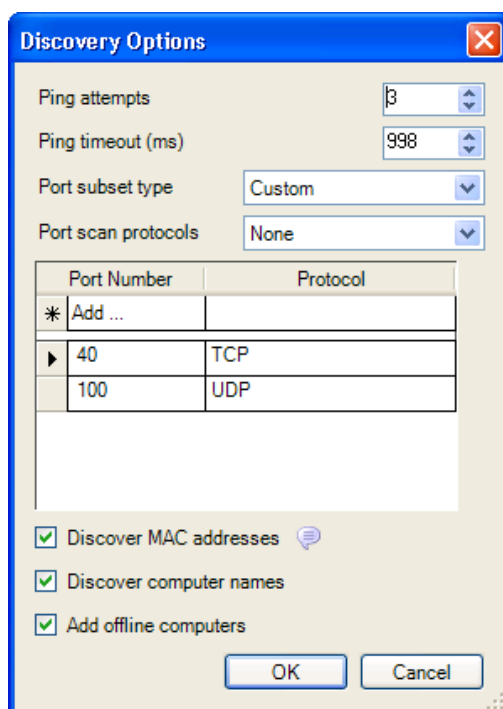 Discovery Options
Ping attempts 3
Ping timeout (ms) 998
Port subset type Custom
Port scan protocols None
Port Number Protocol
Add ...
40 TCP
100 UDP
Discover MAC addresses
Discover computer names
Add offline computers
OK Cancel